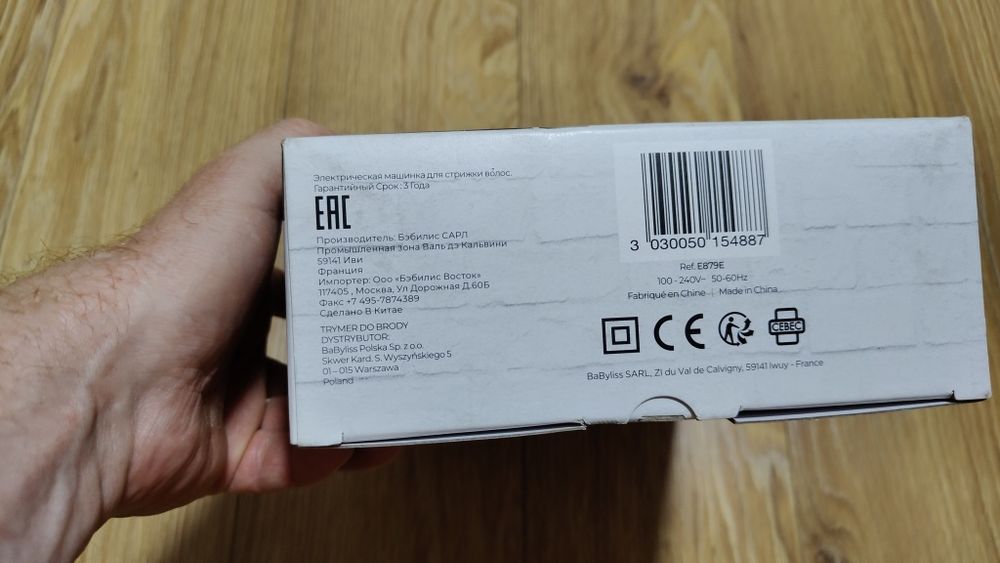 Электрическая машинка для стрижки волос.
Гарантийный Срок : 3 Года
EAC
Производитель: Бэбилис САРЛ
Промышленная зона Валь дэ Кальвини
59141 Иви
Франция
Импортер: Ооо «Бэбилис Восток»
117405 , Москва, Ул Дорожная Д.60Б
Факс +7 495-7874389
Сделано В Китае
TRYMER DO BRODY
DYSTRYBUTOR:
BaByliss Polska Sp. z o.o.
Skwer Kard. S. Wyszyńskiego 5
01 – 015 Warszawa
Poland
3 030050 154887
Ref. E879E
100 - 240V~ 50-60Hz
Fabriqué en Chine | Made in China
CE
CEBEC
BaByliss SARL, ZI du Val de Calvigny, 59141 Iwuy - France